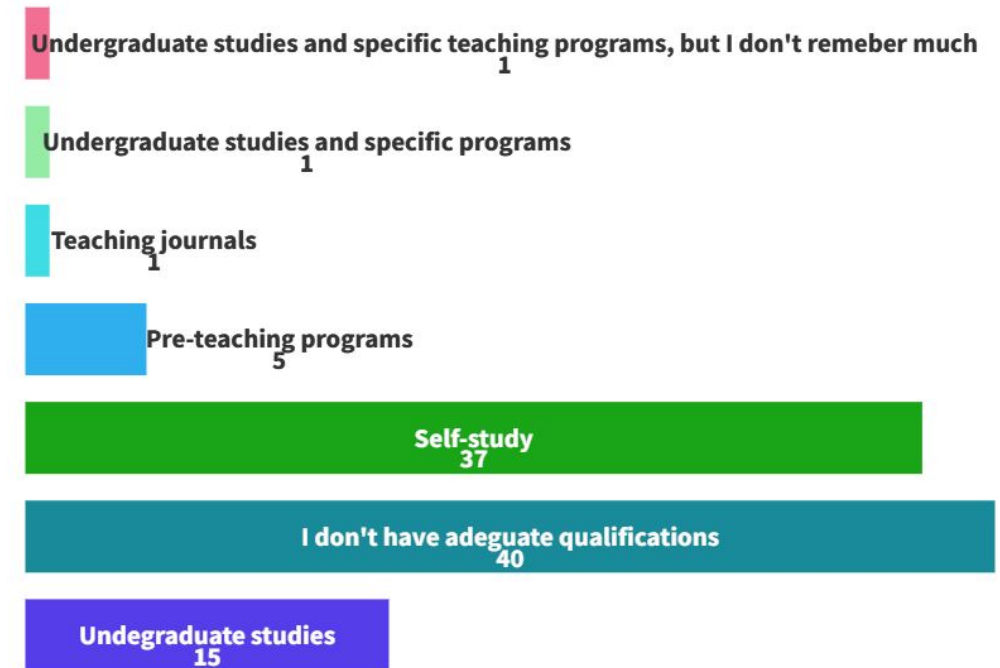 Undergraduate studies and specific teaching programs, but I don't remeber much
1
Undergraduate studies and specific programs
1
Teaching journals
1
Pre-teaching programs
5
Self-study
37
I don't have adeguate qualifications
40
Undegraduate studies
15